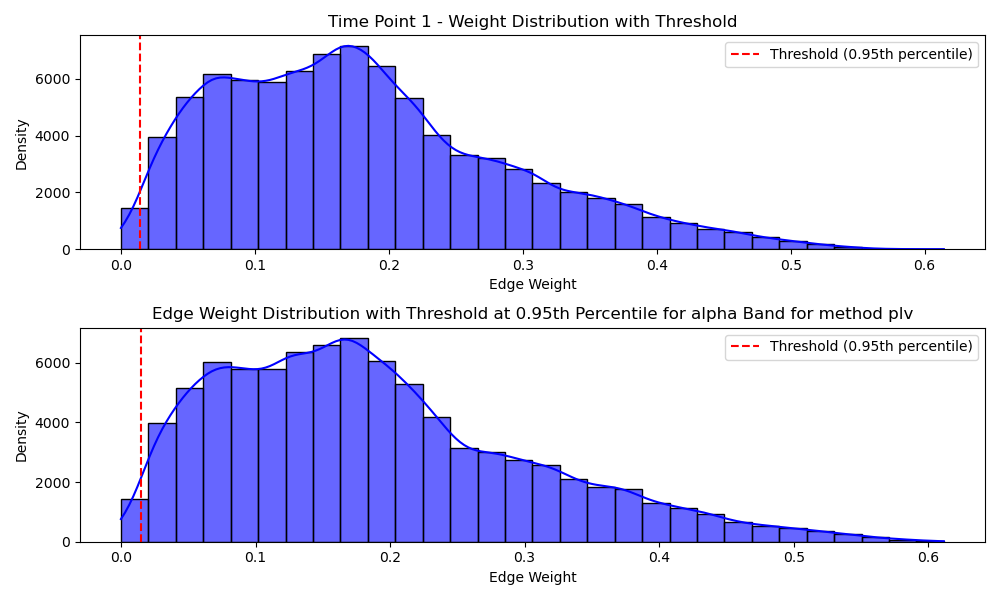 Time Point 1 - Weight Distribution with Threshold
Threshold (0.95th percentile)
Density
6000
4000
2000
0
0.0 0.1 0.2 0.3 0.4 0.5 0.6
Edge Weight
Edge Weight Distribution with Threshold at 0.95th Percentile for alpha Band for method plv
Threshold (0.95th percentile)
Density
6000
4000
2000
0
0.0 0.1 0.2 0.3 0.4 0.5 0.6
Edge Weight